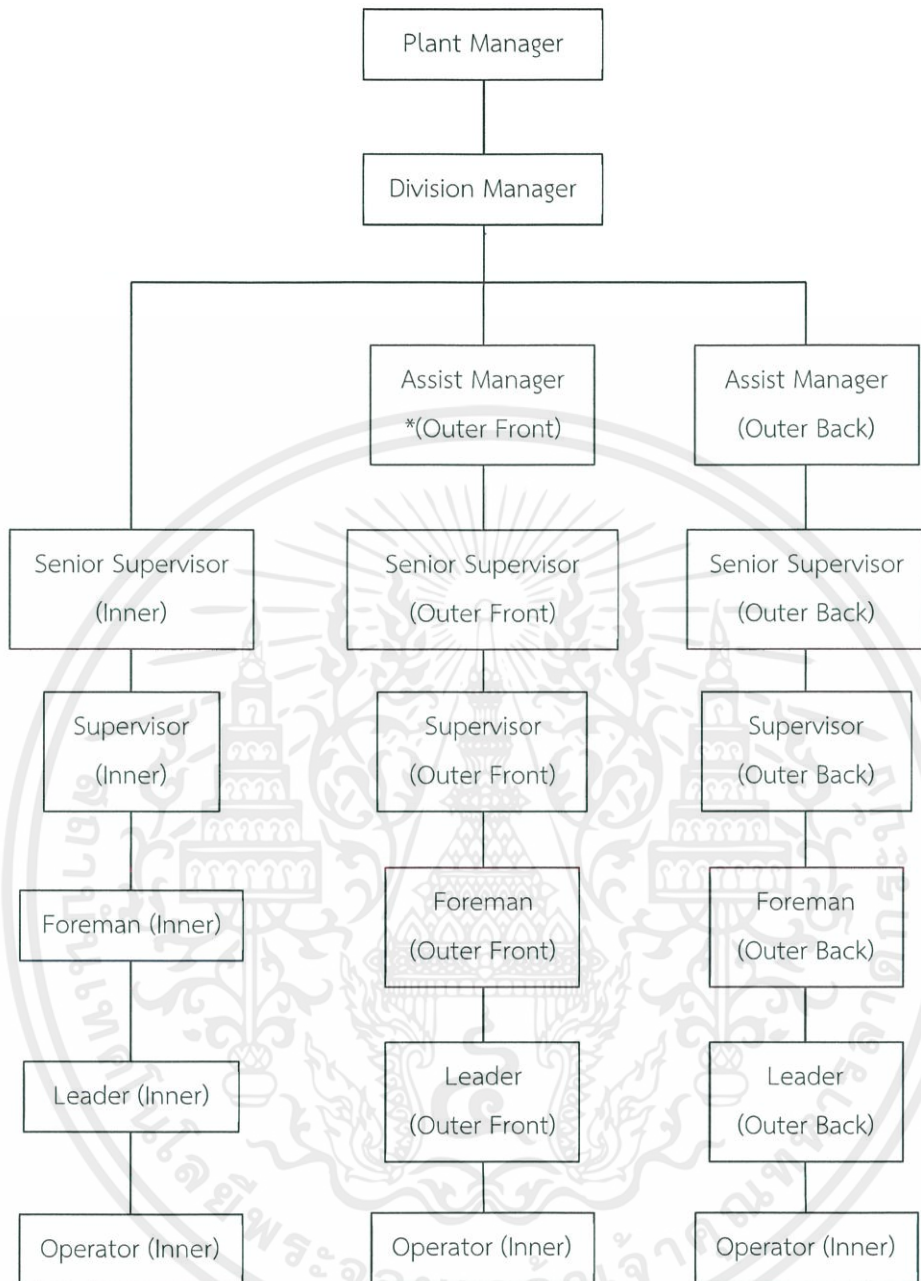 Plant Manager
Division Manager
Assist Manager
*(Outer Front)
Assist Manager
(Outer Back)
Senior Supervisor
(Inner)
Senior Supervisor
(Outer Front)
Senior Supervisor
(Outer Back)
Supervisor
(Inner)
Supervisor
(Outer Front)
Supervisor
(Outer Back)
Foreman (Inner)
Foreman
(Outer Front)
Foreman
(Outer Back)
Leader (Inner)
Leader
(Outer Front)
Leader
(Outer Back)
Operator (Inner)
Operator (Inner)
Operator (Inner)